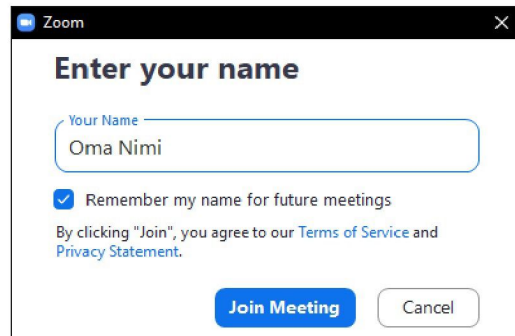 Zoom
Enter your name
Your Name
Oma Nimi
Remember my name for future meetings
By clicking "Join", you agree to our Terms of Service and
Privacy Statement.
Join Meeting Cancel